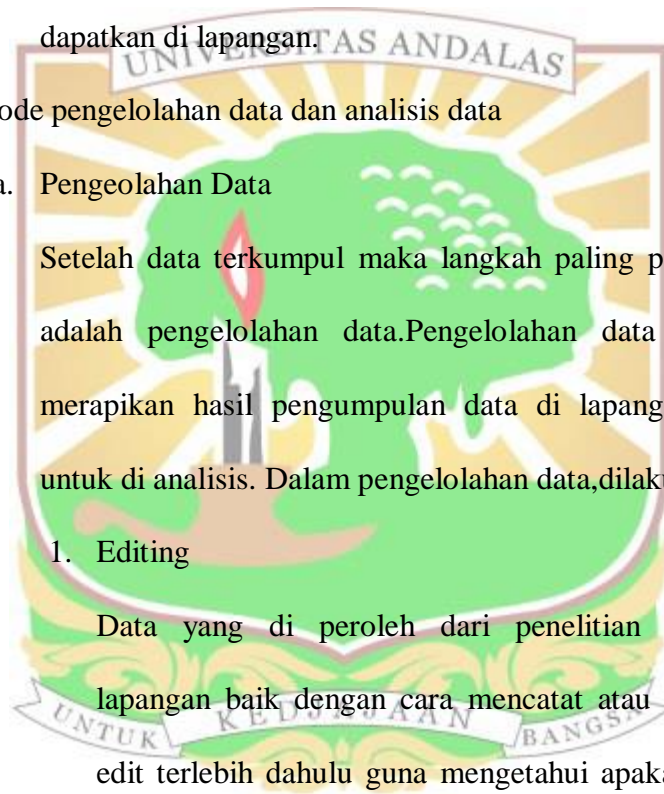 dapatkan di lapangan.
UNIVERSITAS ANDALAS
ode pengelolahan data dan analisis data
a. Pengeolahan Data
Setelah data terkumpul maka langkah paling p
adalah pengelolahan data.Pengelolahan data
merapikan hasil pengumpulan data di lapang
untuk di analisis. Dalam pengelolahan data,dilaku
1. Editing
Data yang di peroleh dari penelitian
lapangan baik dengan cara mencatat atau
UNTUK KEDJAJAAN BANGSA
edit terlebih dahulu guna mengetahui apaka